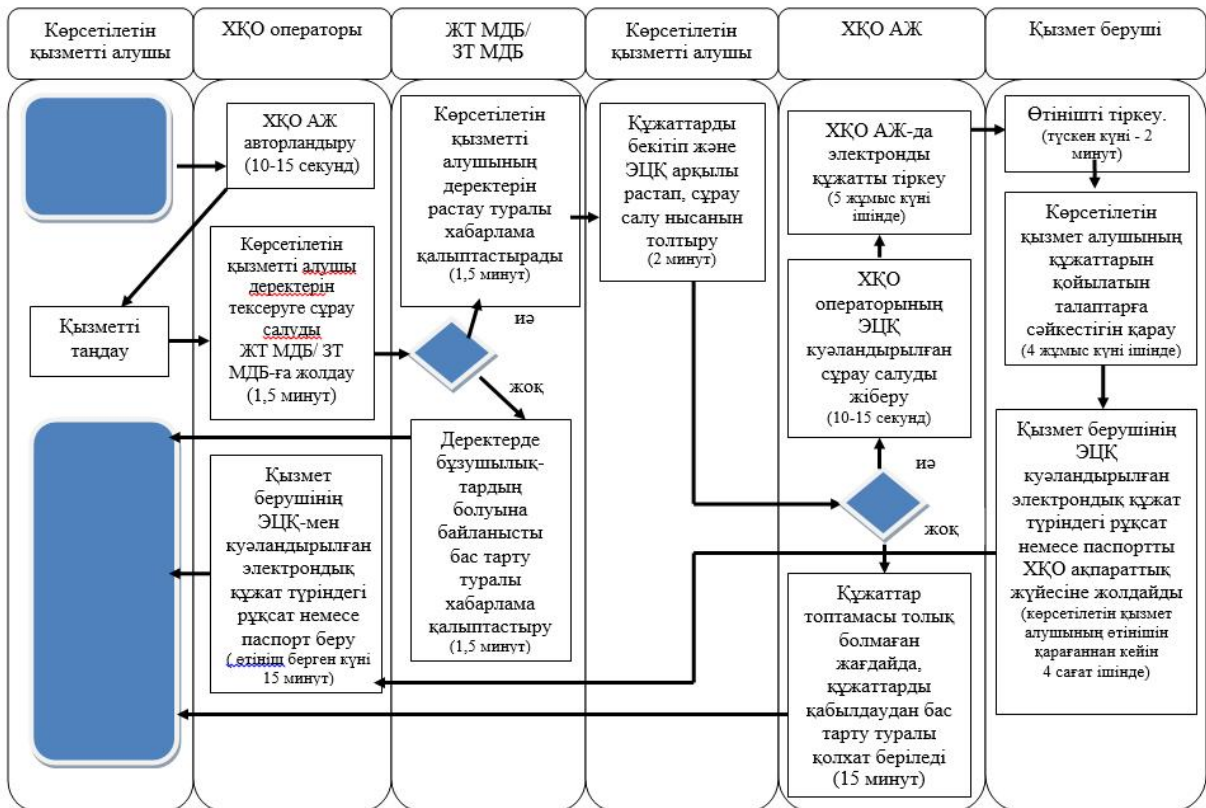 Көрсетілетін
қызметті алушы
ХҚО операторы
ЖТ МДБ/
ЗТ МДБ
Көрсетілетін
қызметті алушы
ХҚО АЖ
Қызмет беруші
ХҚО АЖ
авторландыру
(10-15 секунд)
Қызметті
таңдау
Көрсетілетін
қызметті алушы
деректерін
тексеруге сұрау
салуды
ЖТ МДБ/ ЗТ
МДБ-ға жолдау
(1,5 минут)
Көрсетілетін
қызметті
алушының
деректерін
растау туралы
хабарлама
қалыптастырады
(1,5 минут)
иә
жоқ
Деректерде
бұзушылық-
тардың
болуына
байланысты
бас тарту
туралы
хабарлама
қалыптастыру
(1,5 минут)
Құжаттарды
бекітіп және
ЭЦҚ арқылы
растап, сұрау
салу нысанын
толтыру
(2 минут)
иә
жоқ
ХҚО
операторының
ЭЦҚ
куәландырылған
сұрау салуды
жіберу
(10-15 секунд)
ХҚО АЖ-да
электронды
құжатты тіркеу
(5 жұмыс күні
ішінде)
Құжаттар
топтамасы толық
болмаған
жағдайда,
құжаттарды
қабылдаудан бас
тарту туралы
қолхат беріледі
(15 минут)
Өтінішті тіркеу.
(түскен күні - 2
минут)
Көрсетілетін
қызмет алушының
құжаттарын
қойылатын
талаптарға
сәйкестігін қарау
(4 жұмыс күні ішінде)
Қызмет берушінің
ЭЦҚ
куәландырылған
электрондық құжат
түріндегі рұқсат
немесе паспортты
ХҚО ақпараттық
жүйесіне жолдайды
(көрсетілетін қызмет
алушының өтінішін
қарағаннан кейін
4 сағат ішінде)
Қызмет
берушінің
ЭЦҚ-мен
куәландырылған
электрондық
құжат түріндегі
рұқсат немесе
паспорт беру
( өтініш берген күні
15 минут)